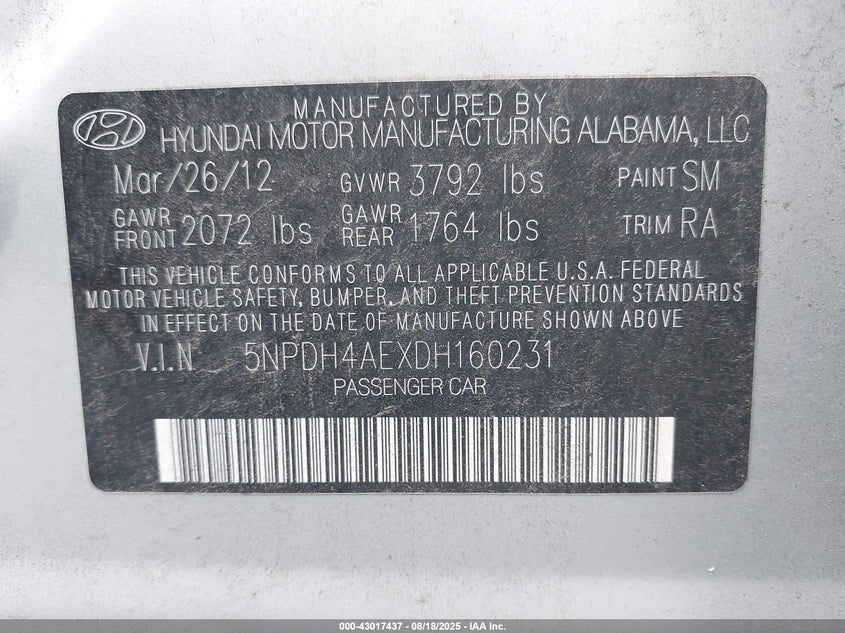 MANUFACTURED BY
HYUNDAI MOTOR MANUFACTURING ALABAMA, LLC
Mar/26/12 GVWR 3792 lbs PAINT SM
GAWR FRONT 2072 lbs GAWR REAR 1764 lbs TRIM RA
THIS VEHICLE CONFORMS TO ALL APPLICABLE U.S.A. FEDERAL
MOTOR VEHICLE SAFETY, BUMPER, AND THEFT PREVENTION STANDARDS
IN EFFECT ON THE DATE OF MANUFACTURE SHOWN ABOVE
V.I.N 5NPDH4AEXDH160231
PASSENGER CAR
000-43017437 - 08/18/2025 - IAA Inc.